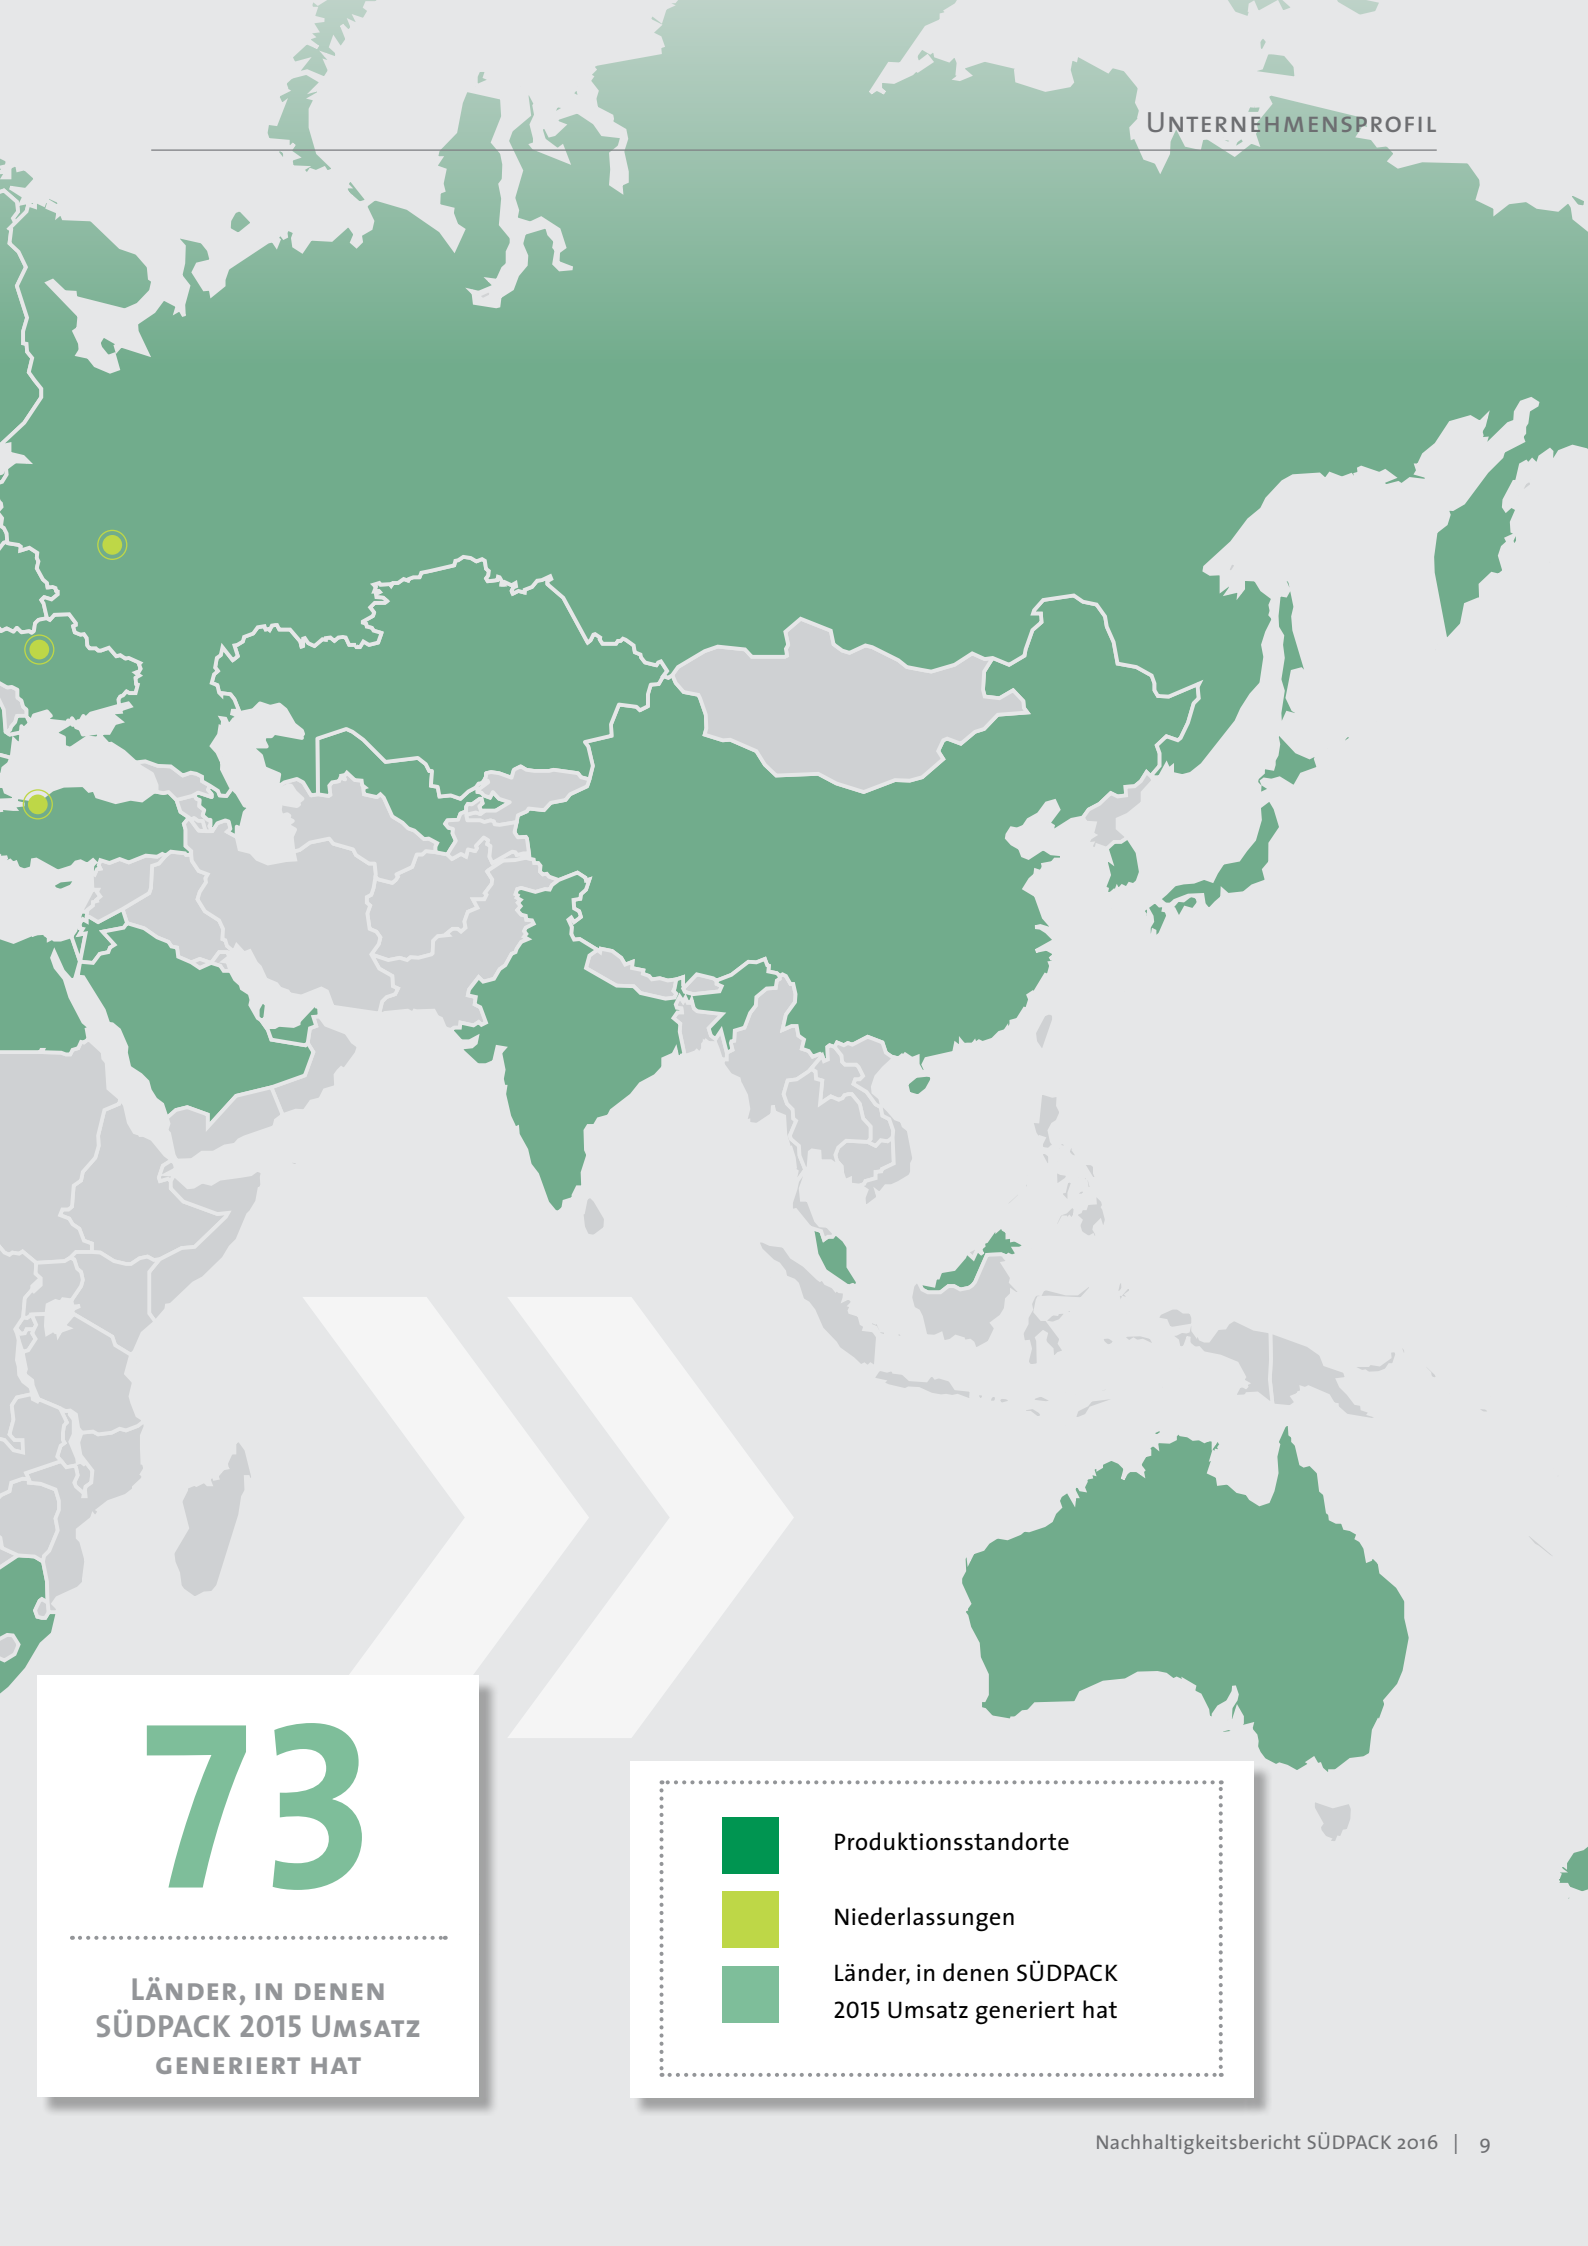 Unternehmensprofil
73
Länder, in denen
SÜDPACK 2015 Umsatz
generiert hat
Produktionsstandorte
Niederlassungen
Länder, in denen SÜDPACK
2015 Umsatz generiert hat
Nachhaltigkeitsbericht SÜDPACK 2016 | 9